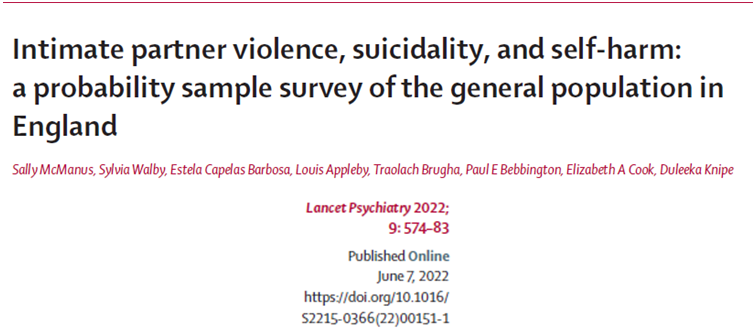 Intimate partner violence, suicidality, and self-harm:
a probability sample survey of the general population in
England
Sally McManus, Sylvia Walby, Estela Capelas Barbosa, Louis Appleby, Traolach Brugha, Paul E Bebbington, Elizabeth A Cook, Duleeka Knipe
Lancet Psychiatry 2022;
9: 574–83
Published Online
June 7, 2022
https://doi.org/10.1016/
S2215-0366(22)00151-1